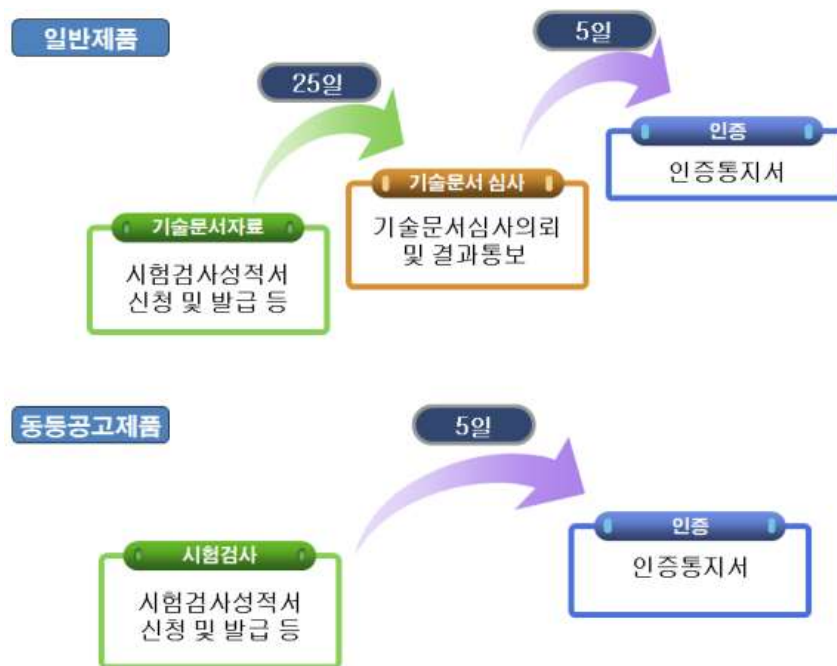 일반제품
5일
25일
인증
인증통지서
기술문서 심사
기술문서심사의뢰
및 결과통보
기술문서자료
시험검사성적서
신청 및 발급 등
동등공고제품
5일
인증
인증통지서
시험검사
시험검사성적서
신청 및 발급 등